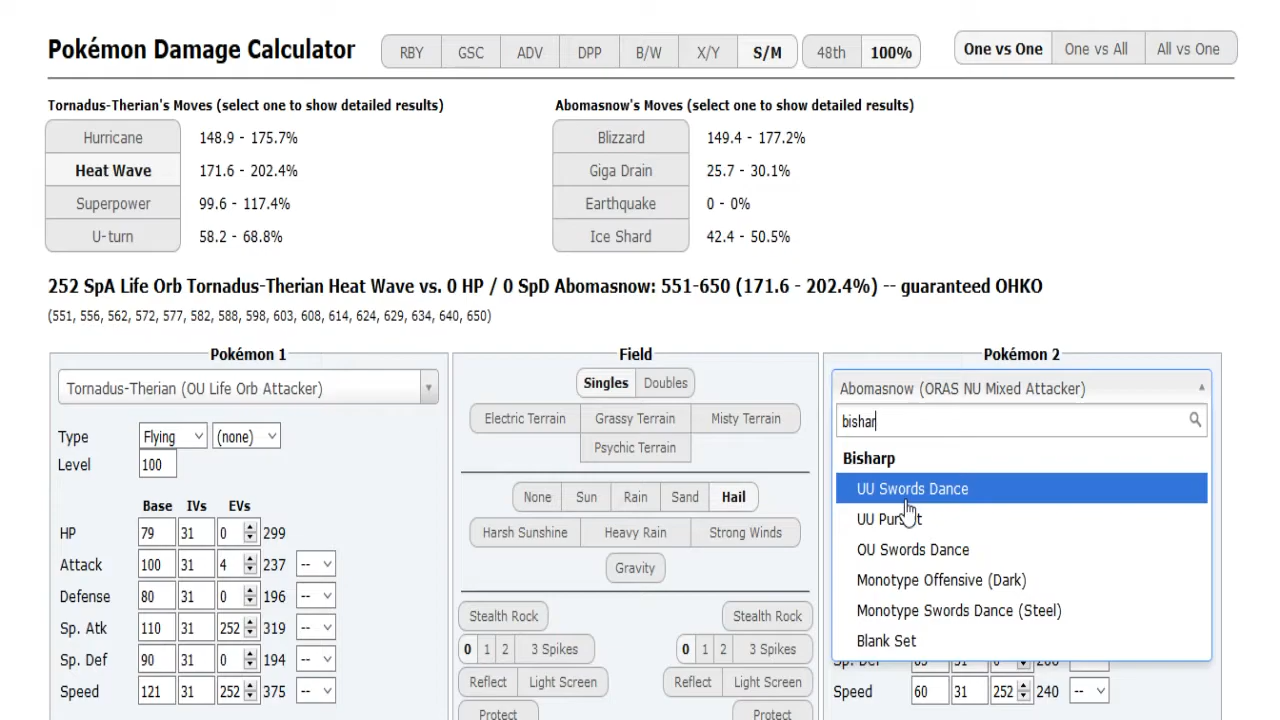 Pokémon Damage Calculator RBY GSC ADV DPP B/W X/Y S/M 48th 100% One vs One One vs All All vs One
Tornadus-Therian's Moves (select one to show detailed results)
Hurricane 148.9 - 175.7%
Heat Wave 171.6 - 202.4%
Superpower 99.6 - 117.4%
U-turn 58.2 - 68.8%
Abomasnow's Moves (select one to show detailed results)
Blizzard 149.4 - 177.2%
Giga Drain 25.7 - 30.1%
Earthquake 0 - 0%
Ice Shard 42.4 - 50.5%
252 SpA Life Orb Tornadus-Therian Heat Wave vs. 0 HP / 0 SpD Abomasnow: 551-650 (171.6 - 202.4%) -- guaranteed OHKO
(551, 556, 562, 572, 577, 582, 588, 598, 603, 608, 614, 624, 629, 634, 640, 650)
Pokémon 1
Tornadus-Therian (OU Life Orb Attacker)
Type Flying (none)
Level 100
Base IVs EVs
HP 79 31 0 299
Attack 100 31 4 237 --
Defense 80 31 0 196 --
Sp. Atk 110 31 252 319 --
Sp. Def 90 31 0 194 --
Speed 121 31 252 375 --
Field
Singles Doubles
Electric Terrain Grassy Terrain Misty Terrain
Psychic Terrain
None Sun Rain Sand Hail
Harsh Sunshine Heavy Rain Strong Winds
Gravity
Stealth Rock Stealth Rock
0 1 2 3 Spikes 0 1 2 3 Spikes
Reflect Light Screen Reflect Light Screen
Protect Protect
Pokémon 2
Abomasnow (ORAS NU Mixed Attacker)
bishar
Bisharp
UU Swords Dance
UU Pursuit
OU Swords Dance
Monotype Offensive (Dark)
Monotype Swords Dance (Steel)
Blank Set
Speed 60 31 252 240 --